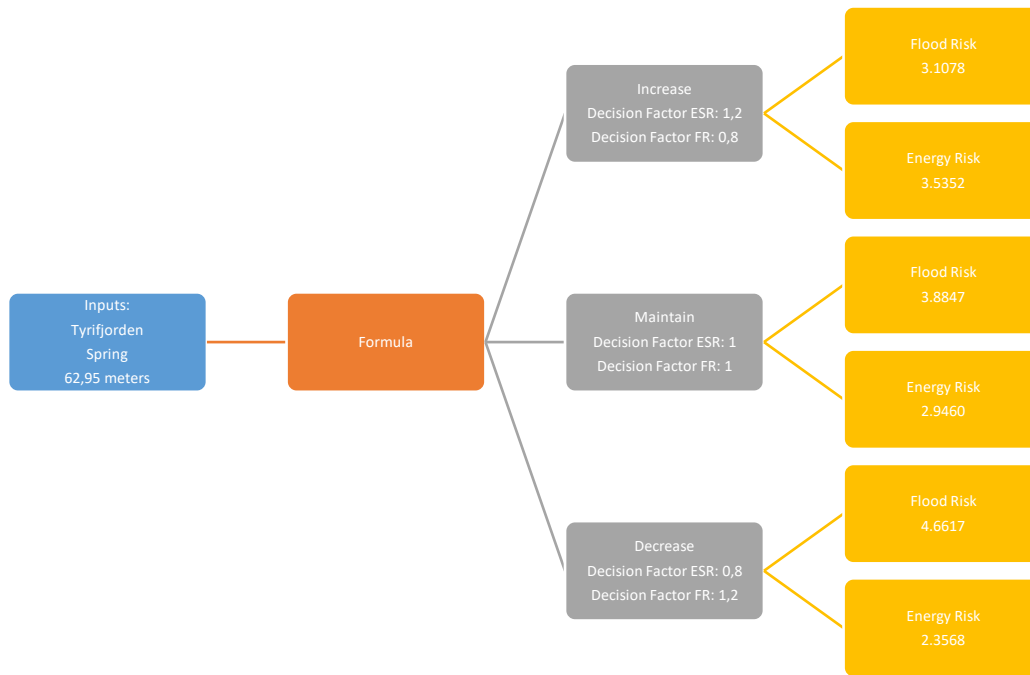 Inputs:
Tyrifjorden
Spring
62,95 meters
Formula
Increase
Decision Factor ESR: 1,2
Decision Factor FR: 0,8
Flood Risk
3.1078
Energy Risk
3.5352
Maintain
Decision Factor ESR: 1
Decision Factor FR: 1
Flood Risk
3.8847
Energy Risk
2.9460
Decrease
Decision Factor ESR: 0,8
Decision Factor FR: 1,2
Flood Risk
4.6617
Energy Risk
2.3568